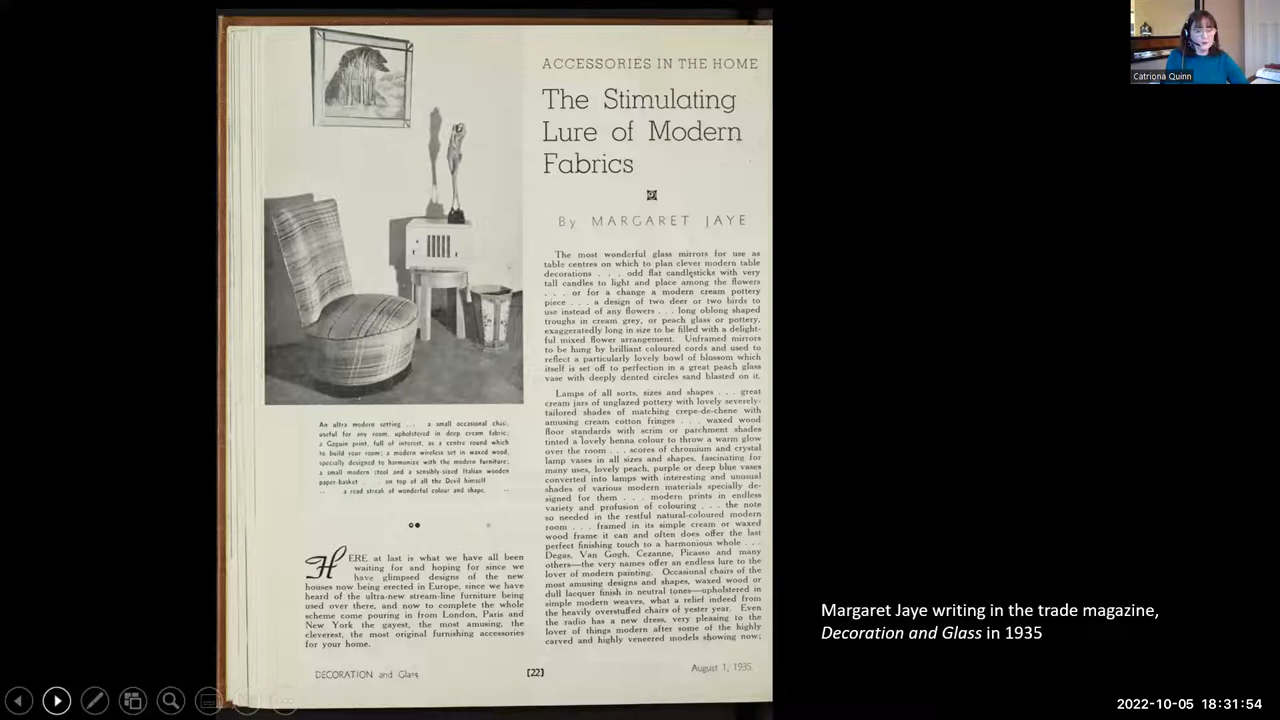 ACCESSORIES IN THE HOME
The Stimulating
Lure of Modern
Fabrics
By MARGARET JAYE
The most wonderful glass mirrors for use as
table centres on which to plan clever modern table
decorations . . . odd flat candlesticks with very
tall candles to light and place among the flowers
. . . or for a change a modern cream pottery
piece . . . a design of two deer or two birds to
use instead of any flowers . . . long oblong shaped
troughs in cream grey, or peach glass or pottery,
exaggeratedly long in size to be filled with a delight-
ful mixed flower arrangement. Unframed mirrors
to be hung by brilliant coloured cords and used to
reflect a particularly lovely bowl of blossom which
itself is set off to perfection in a great peach glass
vase with deeply dented circles sand blasted on it.
Lamps of all sorts, sizes and shapes . . . great
cream jars of unglazed pottery with lovely severely-
tailored shades of matching crepe-de-chene with
amusing cream cotton fringes . . . waxed wood
floor standards with scrim or parchment shades
tinted a lovely henna colour to throw a warm glow
over the room . . . scores of chromium and crystal
lamp vases in all sizes and shapes, fascinating for
many uses, lovely peach, purple or deep blue vases
converted into lamps with interesting and unusual
shades of various modern materials specially de-
signed for them . . . modern prints in endless
variety and profusion of colouring . . . the note
so needed in the restful natural-coloured modern
room . . . framed in its simple cream or waxed
wood frame it can and often does offer the last
perfect finishing touch to a harmonious whole . . .
Degas, Van Gogh, Cezanne, Picasso and many
others—the very names offer an endless lure to the
lover of modern painting. Occasional chairs of the
most amusing designs and shapes, waxed wood or
dull lacquer finish in neutral tones—upholstered in
simple modern weaves, what a relief indeed from
the heavily overstuffed chairs of yester year. Even
the radio has a new dress, very pleasing to the
lover of things modern after some of the highly
carved and highly veneered models showing now;
An ultra modern setting . . . a small occasional chair,
useful for any room, upholstered in deep cream fabric;
a Gaguin print, full of interest, as a centre round which
to build your room; a modern wireless set in waxed wood,
specially designed to harmonize with the modern furniture;
a small modern stool and a sensibly-sized Italian wooden
paper-basket . . . on top of all the Devil himself
a read streak of wonderful colour and shape.
HERE at last is what we have all been
waiting for and hoping for since we
have glimpsed designs of the new
houses now being erected in Europe, since we have
heard of the ultra-new stream-line furniture being
used over there, and now to complete the whole
scheme come pouring in from London, Paris and
New York the gayest, the most amusing, the
cleverest, the most original furnishing accessories
for your home.
DECORATION and Glass
[22]
August 1, 1935
Margaret Jaye writing in the trade magazine,
Decoration and Glass in 1935
Catriona Quinn
2022-10-05 18:31:54